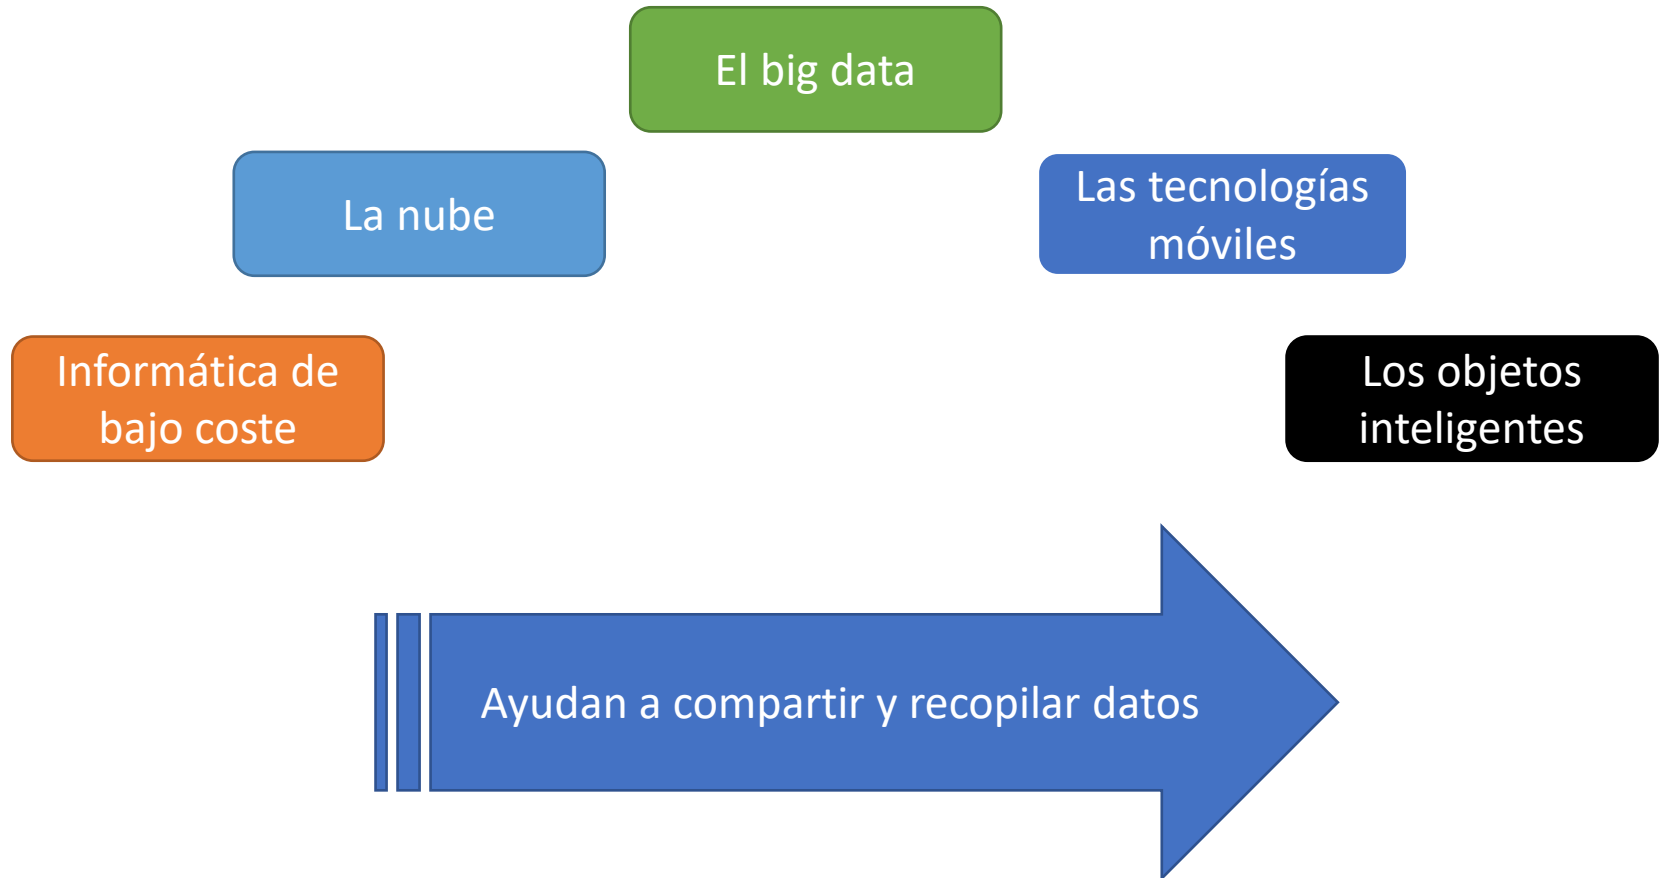 El big data
La nube
Las tecnologías
móviles
Informática de
bajo coste
Los objetos
inteligentes
Ayudan a compartir y recopilar datos